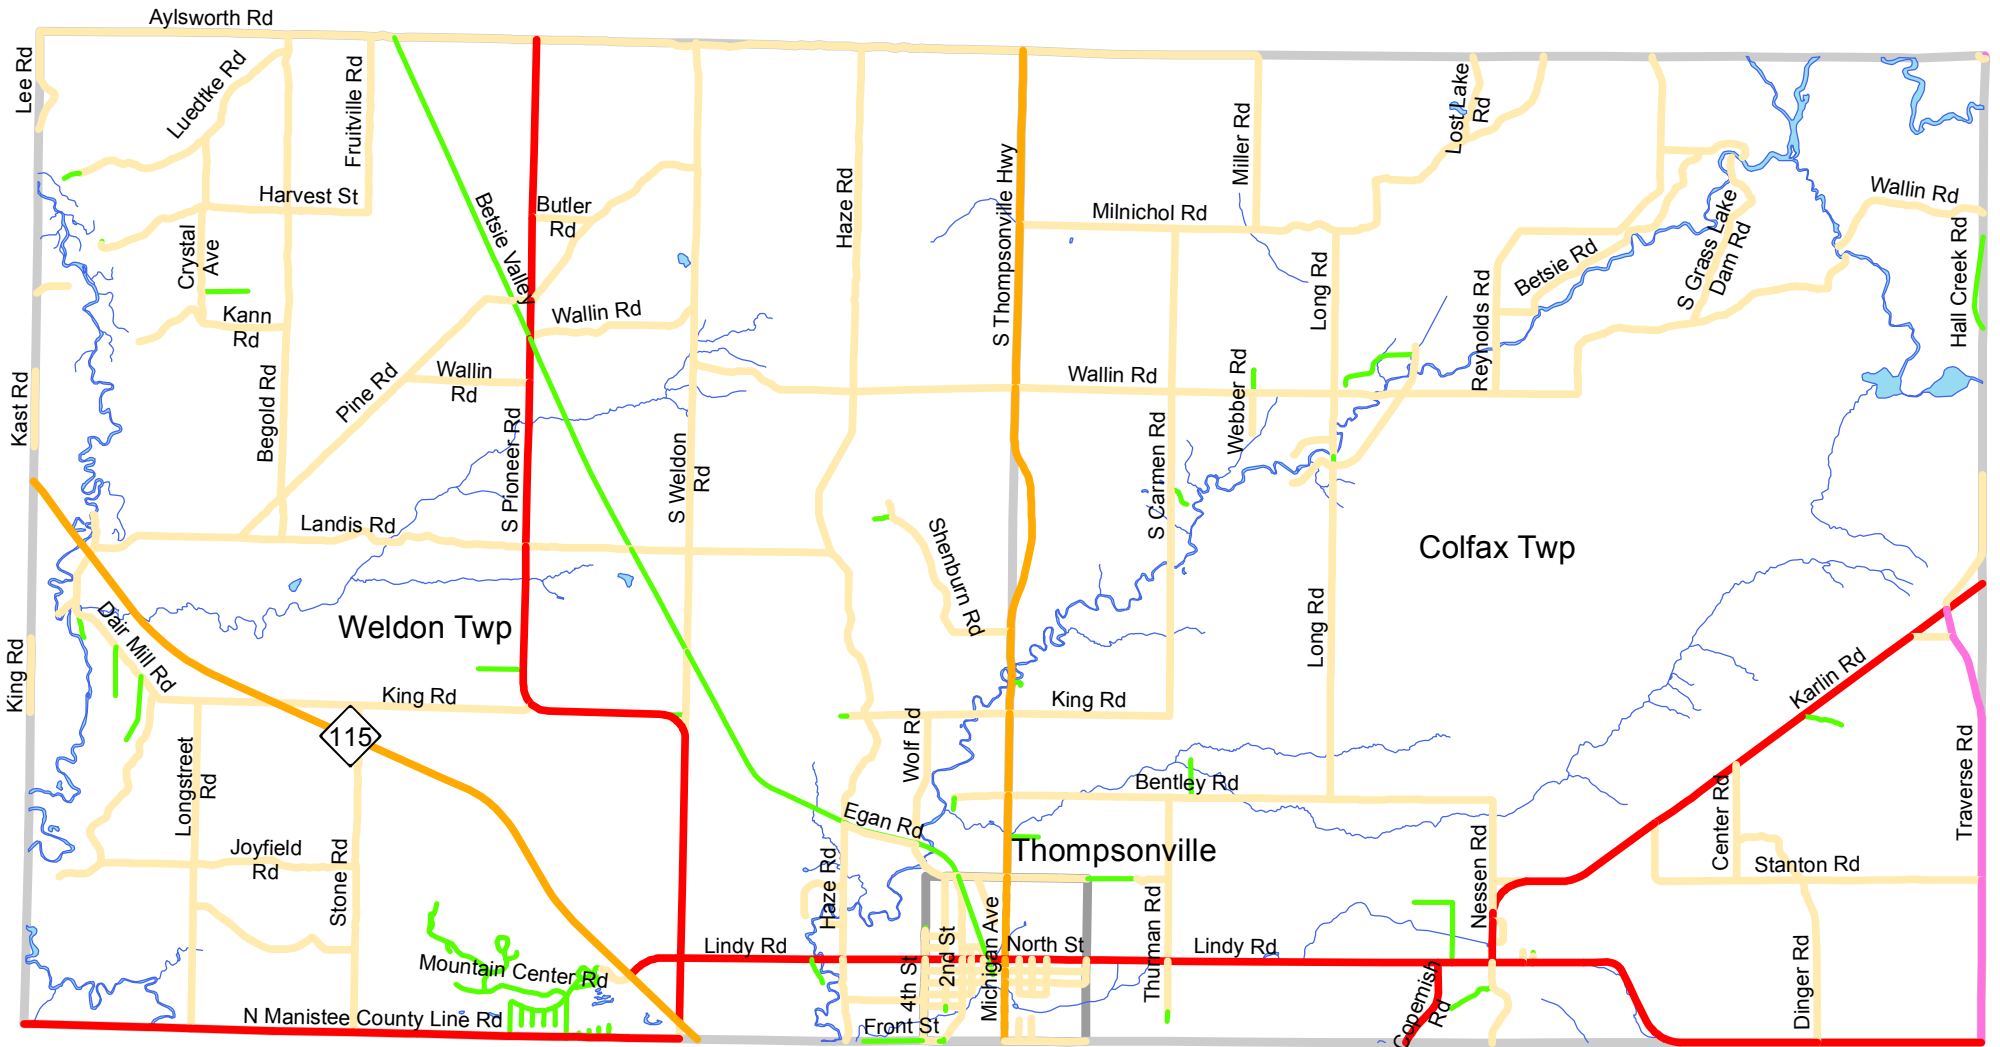 Aylsworth Rd
Lee Rd
Luedtke Rd
Fruitville Rd
Harvest St
Crystal
Ave
Kann
Rd
Begold Rd
Kast Rd
Pine Rd
Betsie Valley
Butler
Rd
Wallin Rd
Wallin
Rd
S Pioneer Rd
S Weldon
Rd
Landis Rd
Haze Rd
S Thompsonville Hwy
Miller Rd
Milnichol Rd
Lost Lake
Rd
Long Rd
Reynolds Rd
Betsie Rd
S Grass Lake
Dam Rd
Wallin Rd
Hall Creek Rd
Wallin Rd
Webber Rd
S Carmen Rd
Shenburn Rd
Colfax Twp
Weldon Twp
Dair Mill Rd
King Rd
King Rd
115
Longstreet
Rd
Joyfield
Rd
Stone Rd
Wolf Rd
King Rd
Long Rd
Karlin Rd
Traverse Rd
Bentley Rd
Egan Rd
Thompsonville
Haze Rd
Nessen Rd
Center Rd
Stanton Rd
Thurman Rd
Lindy Rd
Lindy Rd
North St
Michigan Ave
2nd St
4th St
Front St
Mountain Center Rd
N Manistee County Line Rd
Copemish
Rd
Dinger Rd